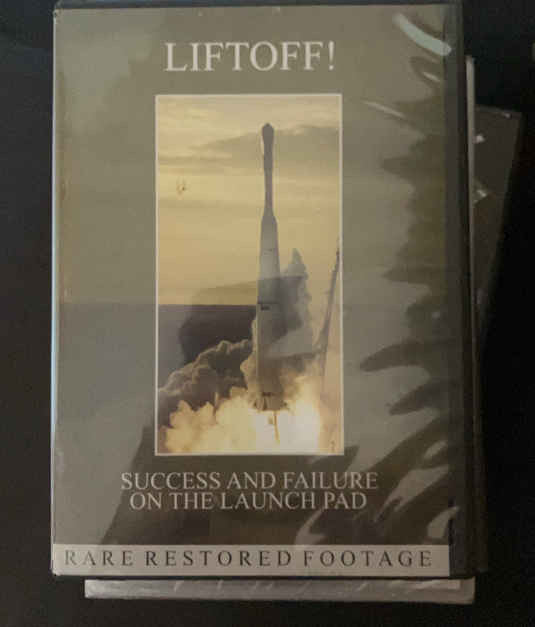 LIFTOFF!
SUCCESS AND FAILURE
ON THE LAUNCH PAD
RARE RESTORED FOOTAGE